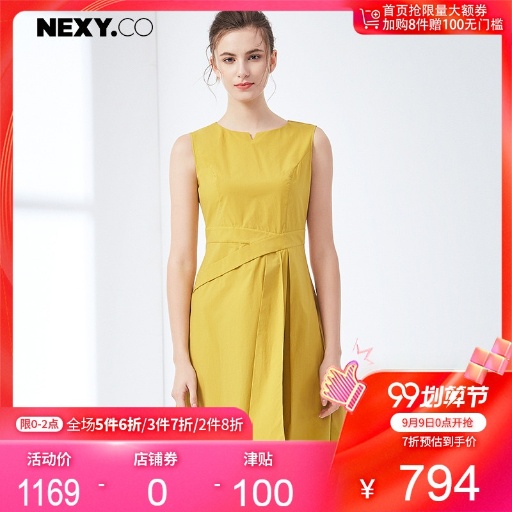 NEXY.CO
首页抢限量大额券
加购8件赠100无门槛
99划算节
9月9日0点开抢
限0-2点 全场5件6折/3件7折/2件8折
7折预估到手价
活动价 店铺券 津贴
1169 - 0 - 100
¥ 794